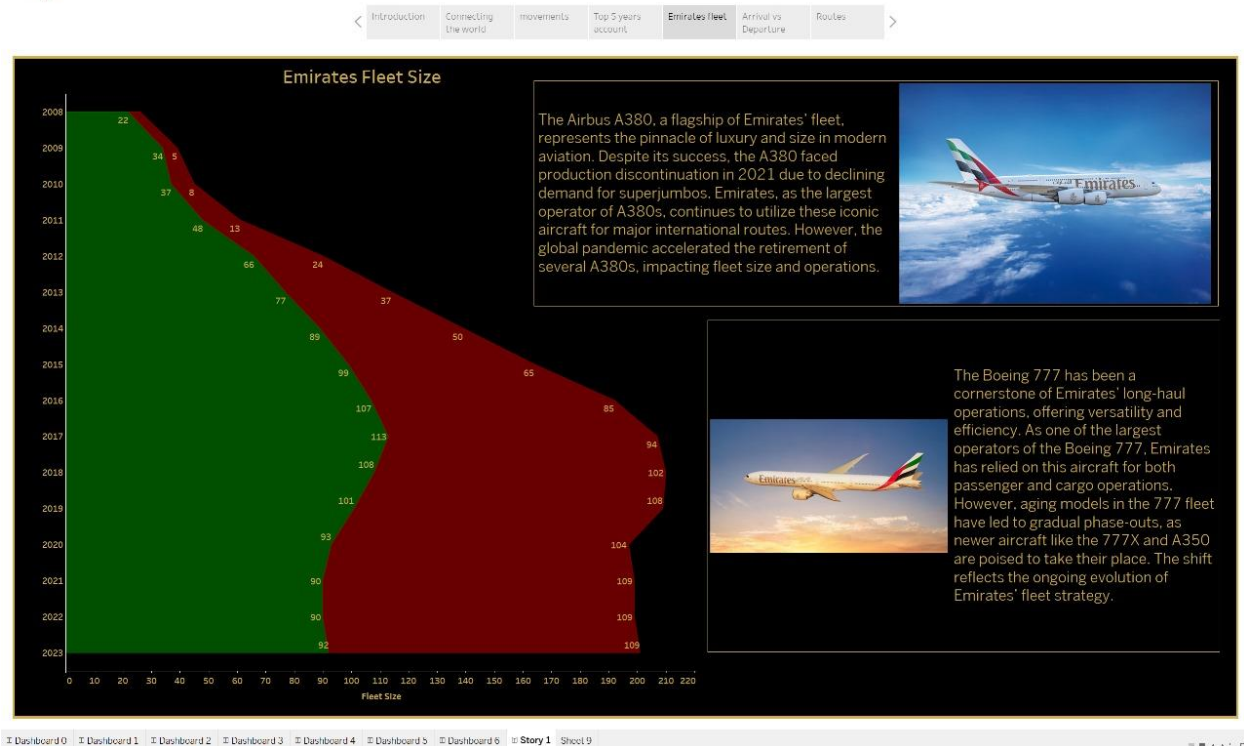 Introduction
Connecting
the world
movements
Top 5 years
account
Emirates fleet
Arrival vs
Departure
Routes
Emirates Fleet Size
2008
22
2009
34 5
2010
37 8
2011
48 13
2012
66 24
2013
77 37
2014
89 50
2015
99 65
2016
107 85
2017
113 94
2018
108 102
2019
101 108
2020
93 104
2021
90 109
2022
90 109
2023
92 109
0 10 20 30 40 50 60 70 80 90 100 110 120 130 140 150 160 170 180 190 200 210 220
Fleet Size
The Airbus A380, a flagship of Emirates' fleet,
represents the pinnacle of luxury and size in modern
aviation. Despite its success, the A380 faced
production discontinuation in 2021 due to declining
demand for superjumbos. Emirates, as the largest
operator of A380s, continues to utilize these iconic
aircraft for major international routes. However, the
global pandemic accelerated the retirement of
several A380s, impacting fleet size and operations.
Emirates
Emirates
The Boeing 777 has been a
cornerstone of Emirates' long-haul
operations, offering versatility and
efficiency. As one of the largest
operators of the Boeing 777, Emirates
has relied on this aircraft for both
passenger and cargo operations.
However, aging models in the 777 fleet
have led to gradual phase-outs, as
newer aircraft like the 777X and A350
are poised to take their place. The shift
reflects the ongoing evolution of
Emirates' fleet strategy.
Dashboard 0 Dashboard 1 Dashboard 2 Dashboard 3 Dashboard 4 Dashboard 5 Dashboard 6 Story 1 Sheet 9